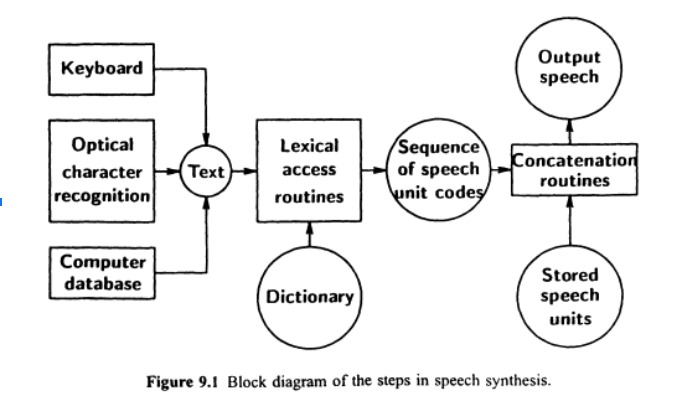 Keyboard
Optical
character
recognition
Computer
database
Text
Lexical
access
routines
Dictionary
Sequence
of speech
unit codes
Output
speech
Concatenation
routines
Stored
speech
units
Figure 9.1 Block diagram of the steps in speech synthesis.